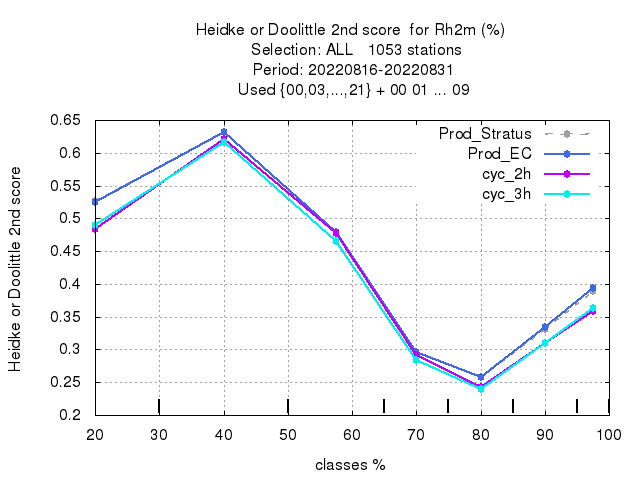 Heidke or Doolittle 2nd score  for Rh2m (%)
Selection: ALL   1053 stations
Period: 20220816-20220831
Used {00,03,...,21} + 00 01 ... 09
Heidke or Doolittle 2nd score
0.65
0.6
0.55
0.5
0.45
0.4
0.35
0.3
0.25
0.2
Prod_Stratus
Prod_EC
cyc_2h
cyc_3h
20 30 40 50 60 70 80 90 100
classes %